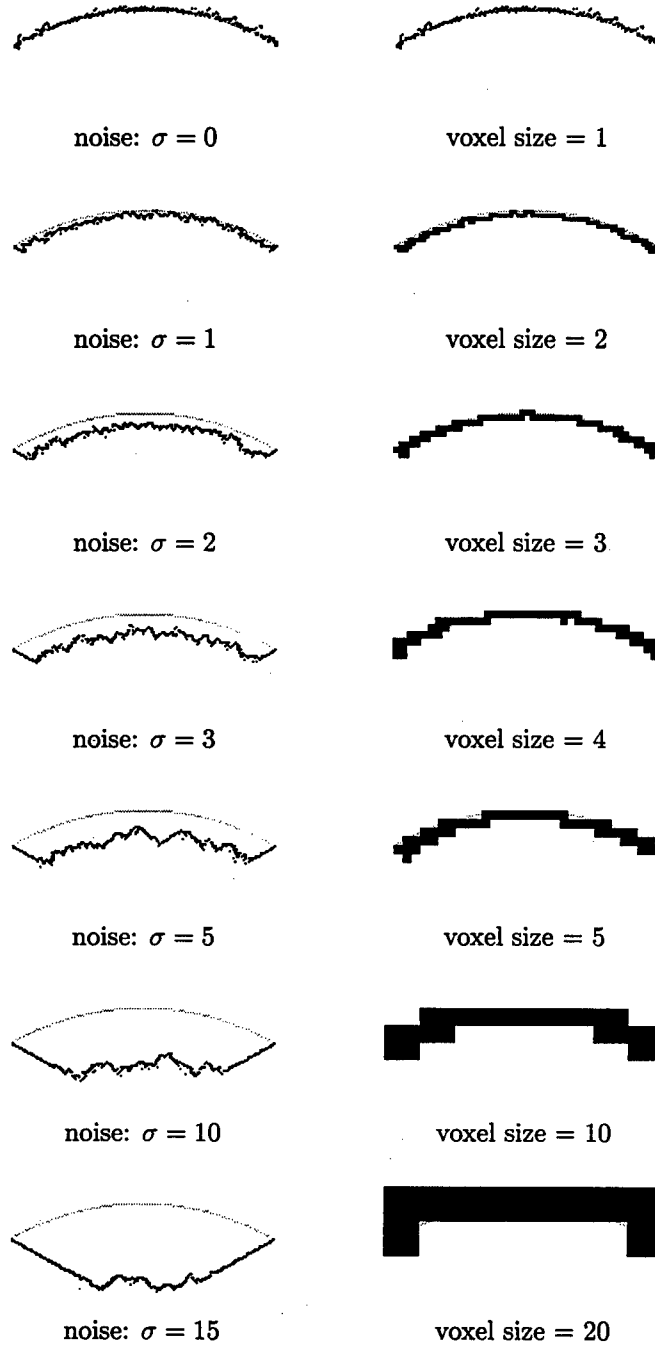 noise: σ = 0
voxel size = 1
noise: σ = 1
voxel size = 2
noise: σ = 2
voxel size = 3
noise: σ = 3
voxel size = 4
noise: σ = 5
voxel size = 5
noise: σ = 10
voxel size = 10
noise: σ = 15
voxel size = 20